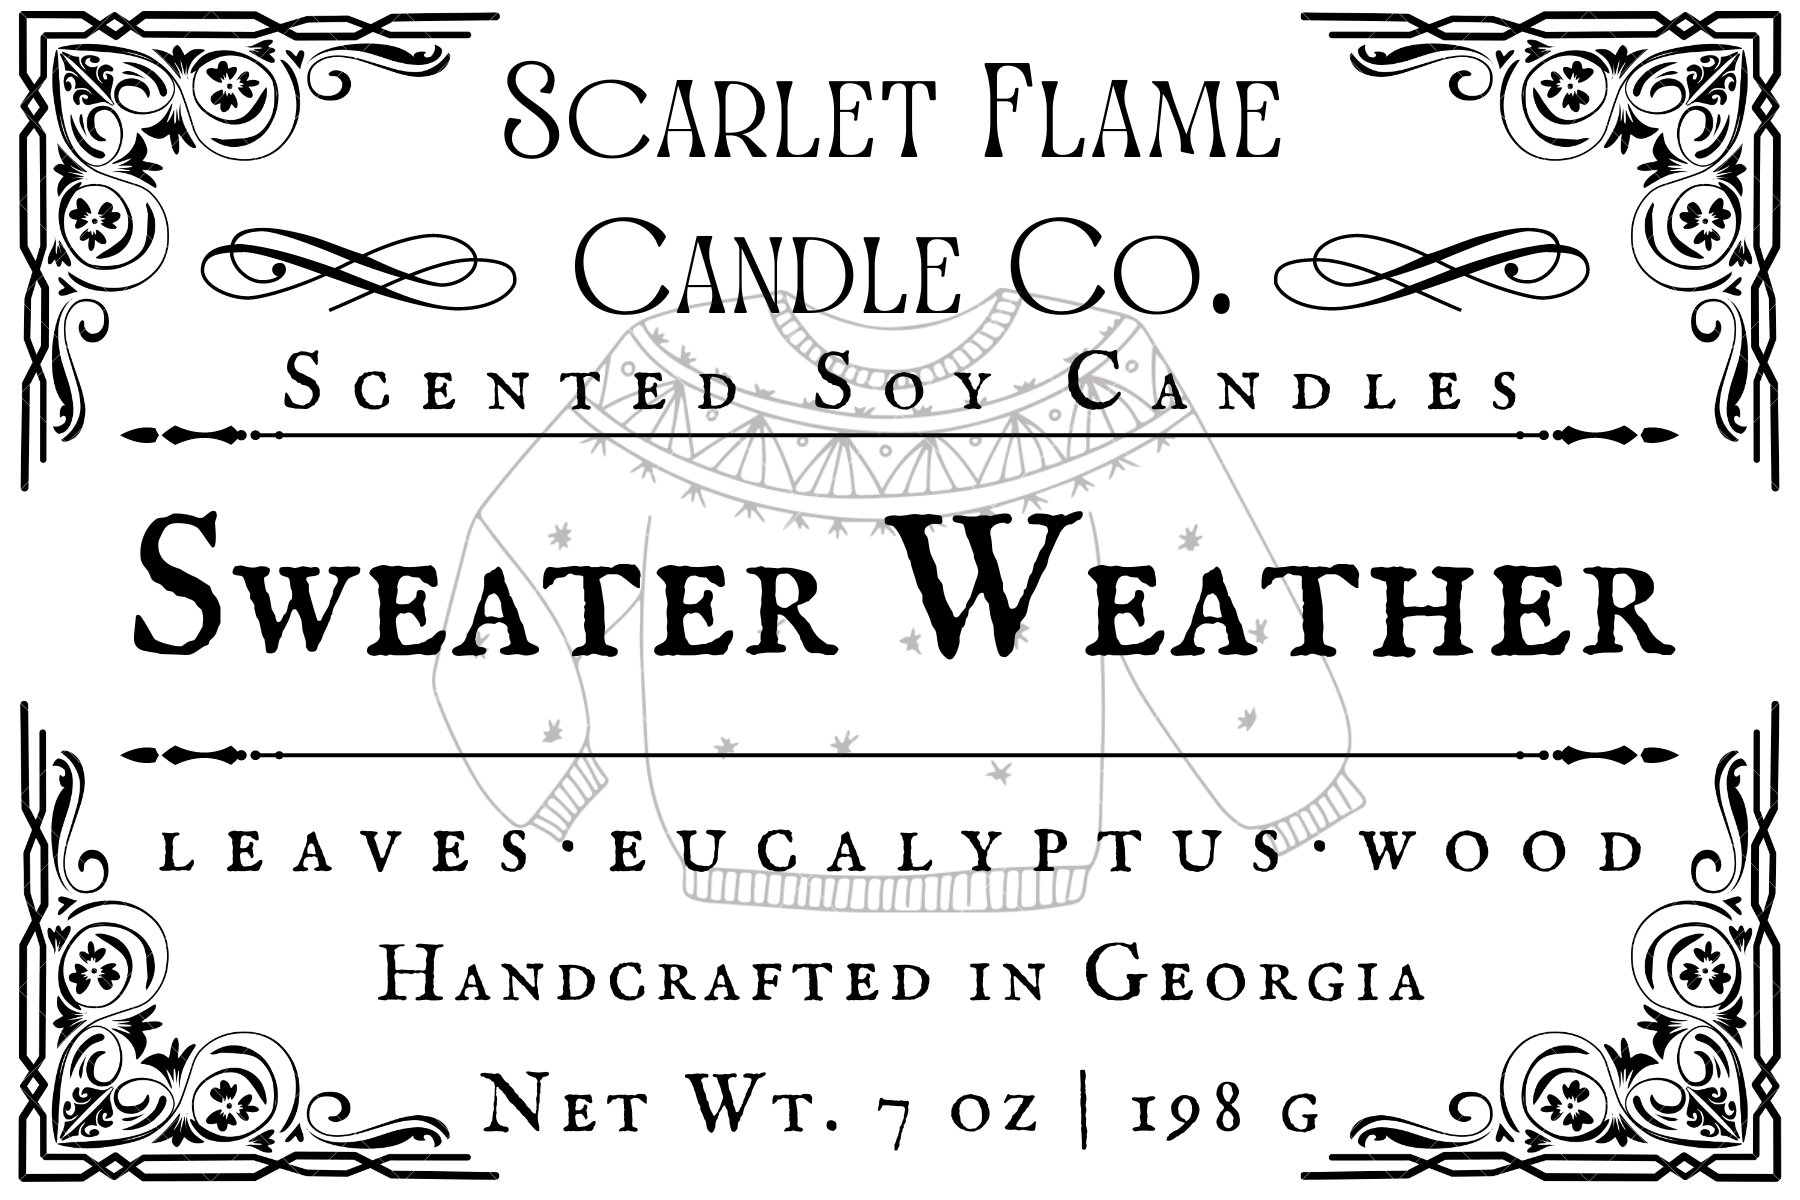 Scarlet Flame
Candle Co.
Scented Soy Candles
Sweater Weather
LEAVES·EUCALYPTUS·WOOD
Handcrafted in Georgia
Net Wt. 7 oz | 198 g